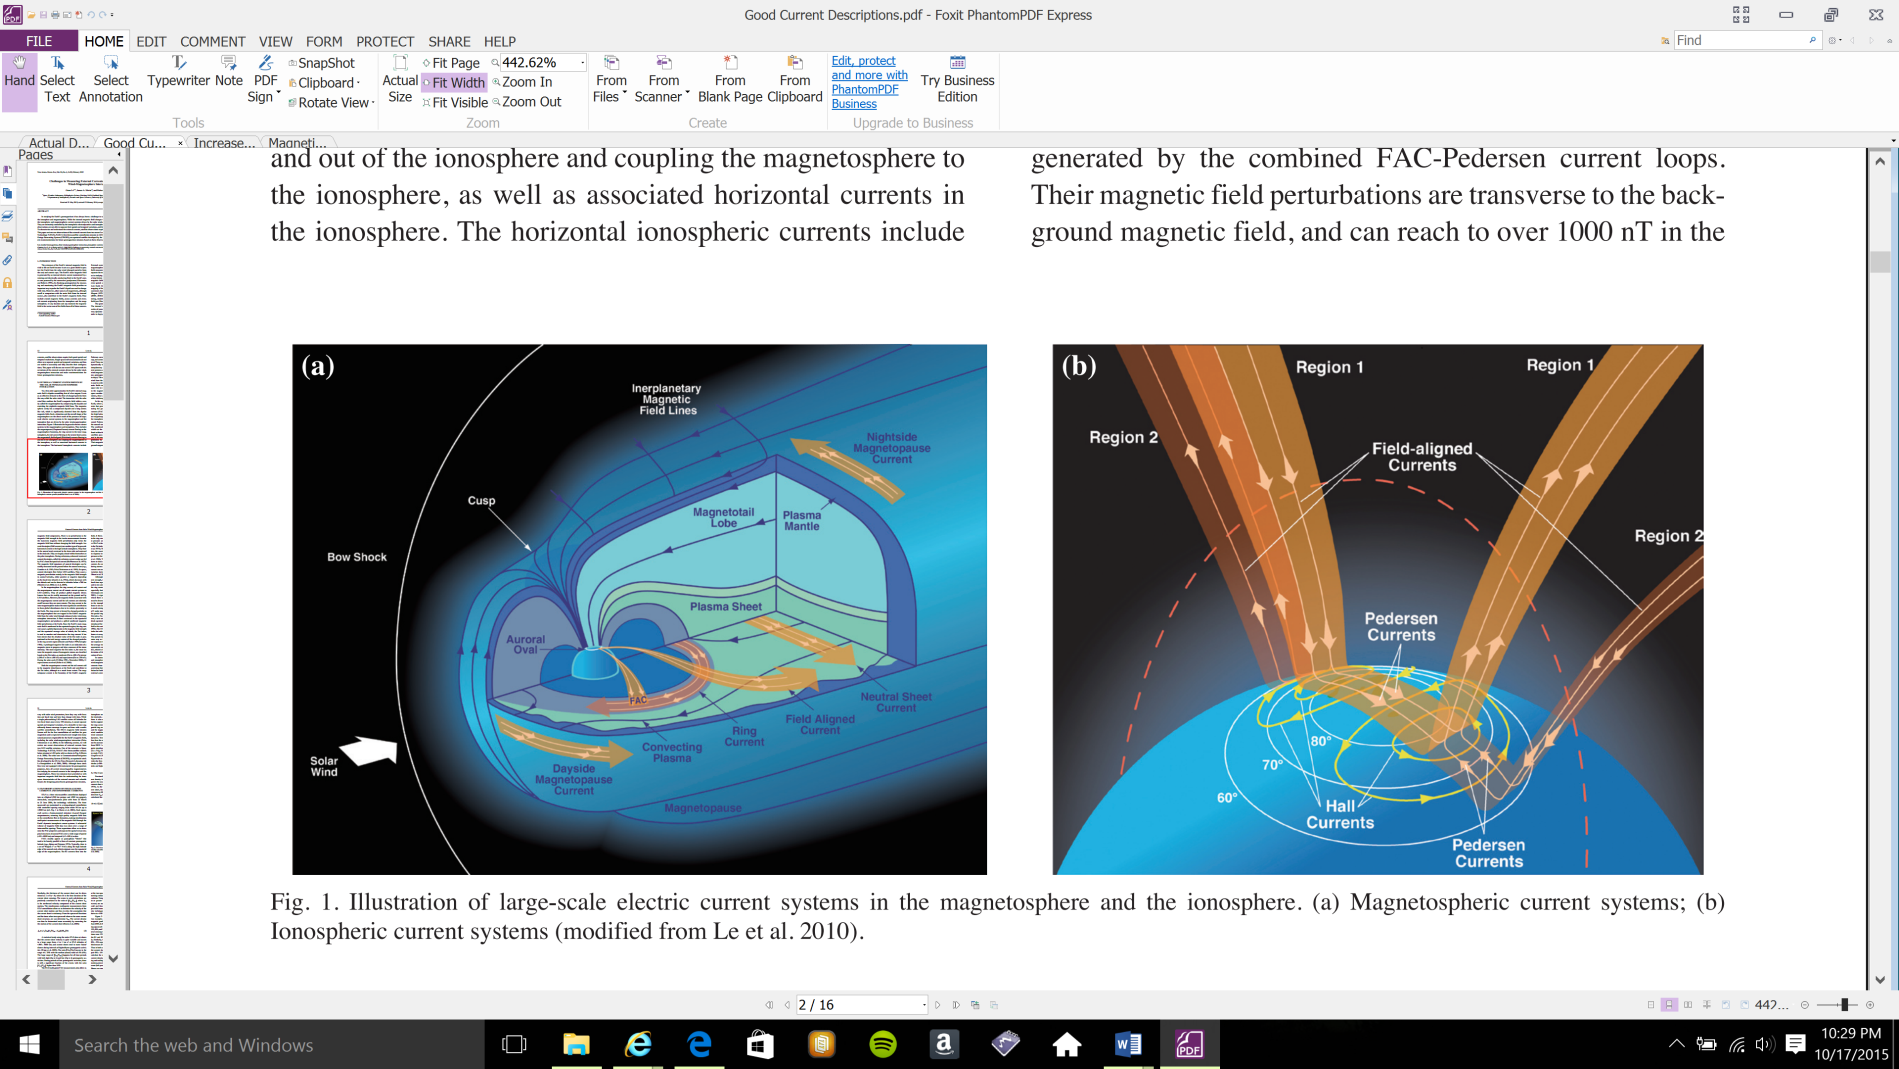 Good Current Descriptions.pdf - Foxit PhantomPDF Express
FILE HOME EDIT COMMENT VIEW FORM PROTECT SHARE HELP
Find
Hand
Select Text
Select Annotation
Typewriter
Note
PDF Sign
SnapShot
Clipboard
Rotate View
Tools
Actual Size
Fit Page
Fit Width
Fit Visible
442.62%
Zoom In
Zoom Out
Zoom
From Files
From Scanner
From Blank Page
From Clipboard
Create
Edit, protect
and more with
PhantomPDF
Business
Try Business
Edition
Upgrade to Business
Actual D... Good Cu... × Increase... Magneti...
Pages
1
2
3
4
and out of the ionosphere and coupling the magnetosphere to
the ionosphere, as well as associated horizontal currents in
the ionosphere. The horizontal ionospheric currents include
generated by the combined FAC-Pedersen current loops.
Their magnetic field perturbations are transverse to the back-
ground magnetic field, and can reach to over 1000 nT in the
(a)
Inerplanetary
Magnetic
Field Lines
Nightside
Magnetopause
Current
Cusp
Magnetotail
Lobe
Plasma
Mantle
Bow Shock
Plasma Sheet
Auroral
Oval
FAC
Neutral Sheet
Current
Field Aligned
Current
Ring
Current
Convecting
Plasma
Solar
Wind
Dayside
Magnetopause
Current
Magnetopause
(b)
Region 1
Region 1
Region 2
Field-aligned
Currents
Region 2
Pedersen
Currents
80°
70°
60°
Hall
Currents
Pedersen
Currents
Fig. 1. Illustration of large-scale electric current systems in the magnetosphere and the ionosphere. (a) Magnetospheric current systems; (b)
Ionospheric current systems (modified from Le et al. 2010).
2 / 16
442...
Search the web and Windows
10:29 PM
10/17/2015